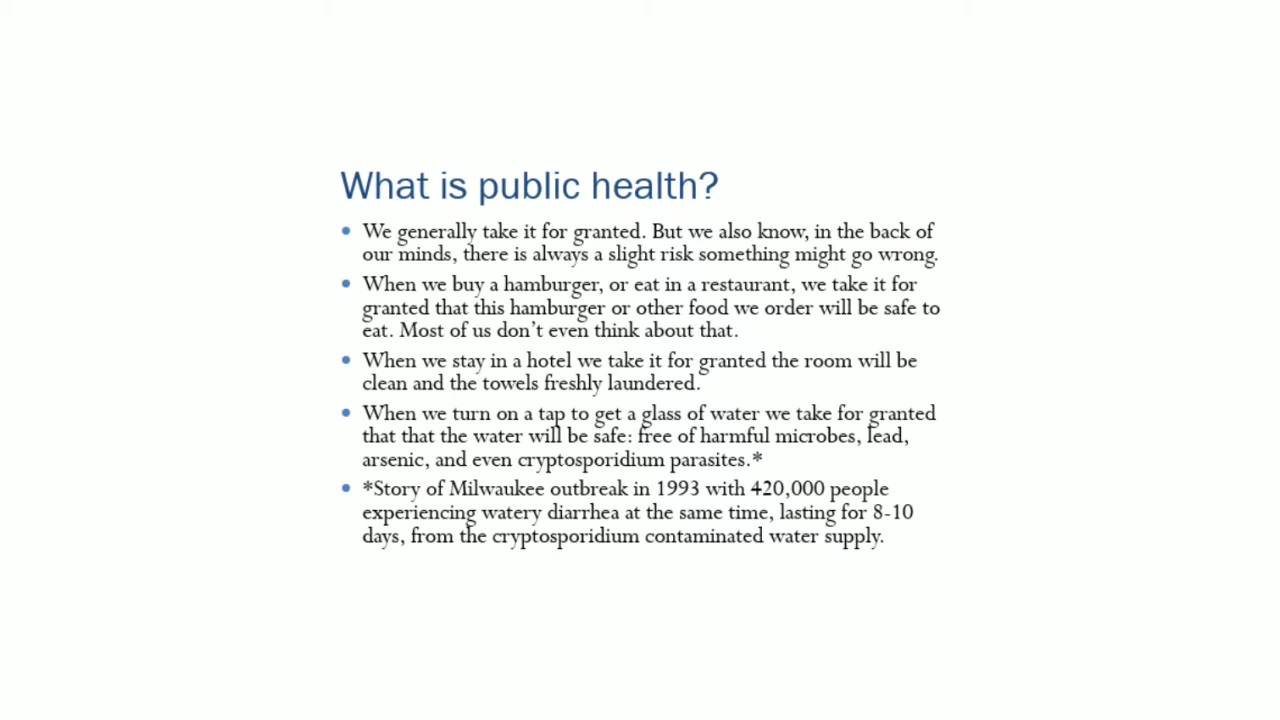 What is public health?
• We generally take it for granted. But we also know, in the back of
our minds, there is always a slight risk something might go wrong.
• When we buy a hamburger, or eat in a restaurant, we take it for
granted that this hamburger or other food we order will be safe to
eat. Most of us don't even think about that.
• When we stay in a hotel we take it for granted the room will be
clean and the towels freshly laundered.
• When we turn on a tap to get a glass of water we take for granted
that that the water will be safe: free of harmful microbes, lead,
arsenic, and even cryptosporidium parasites.*
• *Story of Milwaukee outbreak in 1993 with 420,000 people
experiencing watery diarrhea at the same time, lasting for 8-10
days, from the cryptosporidium contaminated water supply.